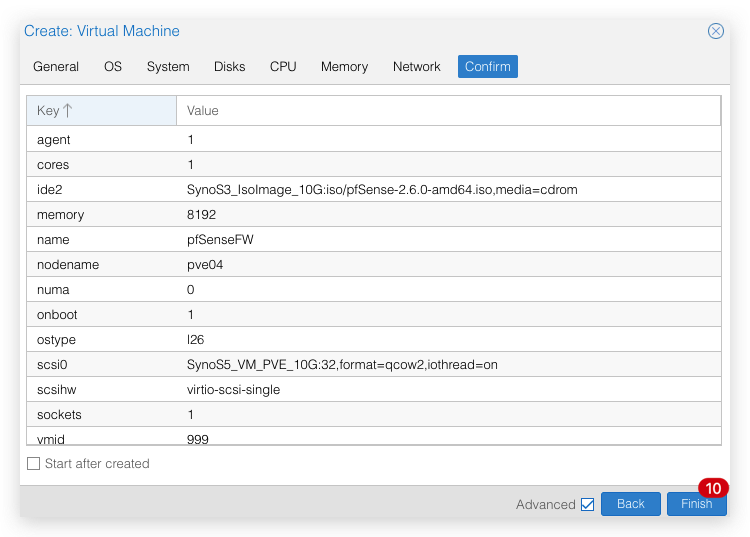 Create: Virtual Machine
General OS System Disks CPU Memory Network Confirm
Key Value
agent 1
cores 1
ide2 SynoS3_IsoImage_10G:iso/pfSense-2.6.0-amd64.iso,media=cdrom
memory 8192
name pfSenseFW
nodename pve04
numa 0
onboot 1
ostype l26
scsi0 SynoS5_VM_PVE_10G:32,format=qcow2,iothread=on
scsihw virtio-scsi-single
sockets 1
vmid 999
Start after created
10
Advanced Back Finish